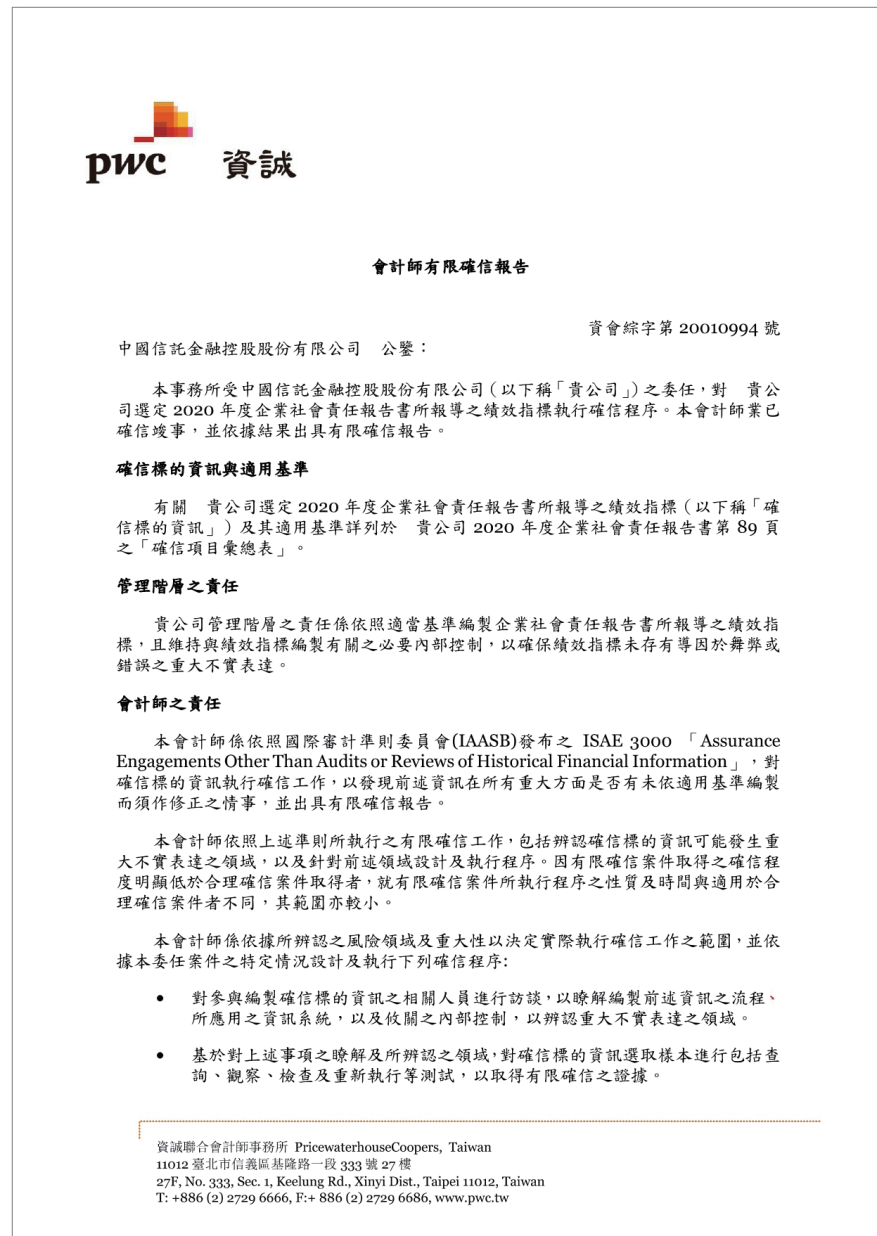 pwc 資誠
會計師有限確信報告
資會綜字第 20010994 號
中國信託金融控股股份有限公司　公鑒：
本事務所受中國信託金融控股股份有限公司（以下稱「貴公司」）之委任，對　貴公
司選定 2020 年度企業社會責任報告書所報導之績效指標執行確信程序。本會計師業已
確信竣事，並依據結果出具有限確信報告。
確信標的資訊與適用基準
有關　貴公司選定 2020 年度企業社會責任報告書所報導之績效指標（以下稱「確
信標的資訊」）及其適用基準詳列於　貴公司 2020 年度企業社會責任報告書第 89 頁
之「確信項目彙總表」。
管理階層之責任
貴公司管理階層之責任係依照適當基準編製企業社會責任報告書所報導之績效指
標，且維持與績效指標編製有關之必要內部控制，以確保績效指標未存有導因於舞弊或
錯誤之重大不實表達。
會計師之責任
本會計師係依照國際審計準則委員會(IAASB)發布之 ISAE 3000 「Assurance
Engagements Other Than Audits or Reviews of Historical Financial Information」，對
確信標的資訊執行確信工作，以發現前述資訊在所有重大方面是否有未依適用基準編製
而須作修正之情事，並出具有限確信報告。
本會計師依照上述準則所執行之有限確信工作，包括辨認確信標的資訊可能發生重
大不實表達之領域，以及針對前述領域設計及執行程序。因有限確信案件取得之確信程
度明顯低於合理確信案件取得者，就有限確信案件所執行程序之性質及時間與適用於合
理確信案件者不同，其範圍亦較小。
本會計師係依據所辨認之風險領域及重大性以決定實際執行確信工作之範圍，並依
據本委任案件之特定情況設計及執行下列確信程序:
• 對參與編製確信標的資訊之相關人員進行訪談，以瞭解編製前述資訊之流程、
所應用之資訊系統，以及攸關之內部控制，以辨認重大不實表達之領域。
• 基於對上述事項之瞭解及所辨認之領域，對確信標的資訊選取樣本進行包括查
詢、觀察、檢查及重新執行等測試，以取得有限確信之證據。
資誠聯合會計師事務所 PricewaterhouseCoopers, Taiwan
11012 臺北市信義區基隆路一段 333 號 27 樓
27F, No. 333, Sec. 1, Keelung Rd., Xinyi Dist., Taipei 11012, Taiwan
T: +886 (2) 2729 6666, F:+ 886 (2) 2729 6686, www.pwc.tw